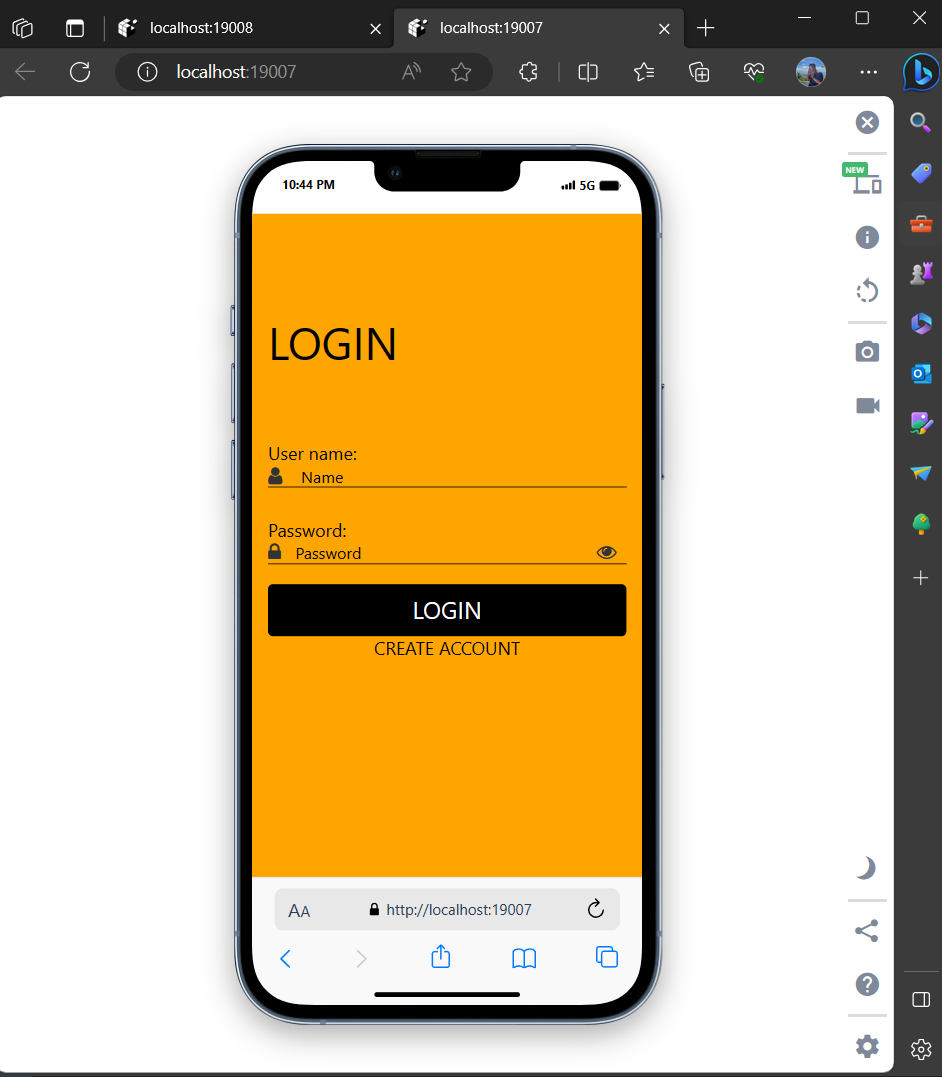 localhost:19008
localhost:19007
localhost:19007
NEW
10:44 PM
5G
LOGIN
User name:
Name
Password:
Password
LOGIN
CREATE ACCOUNT
AA
http://localhost:19007